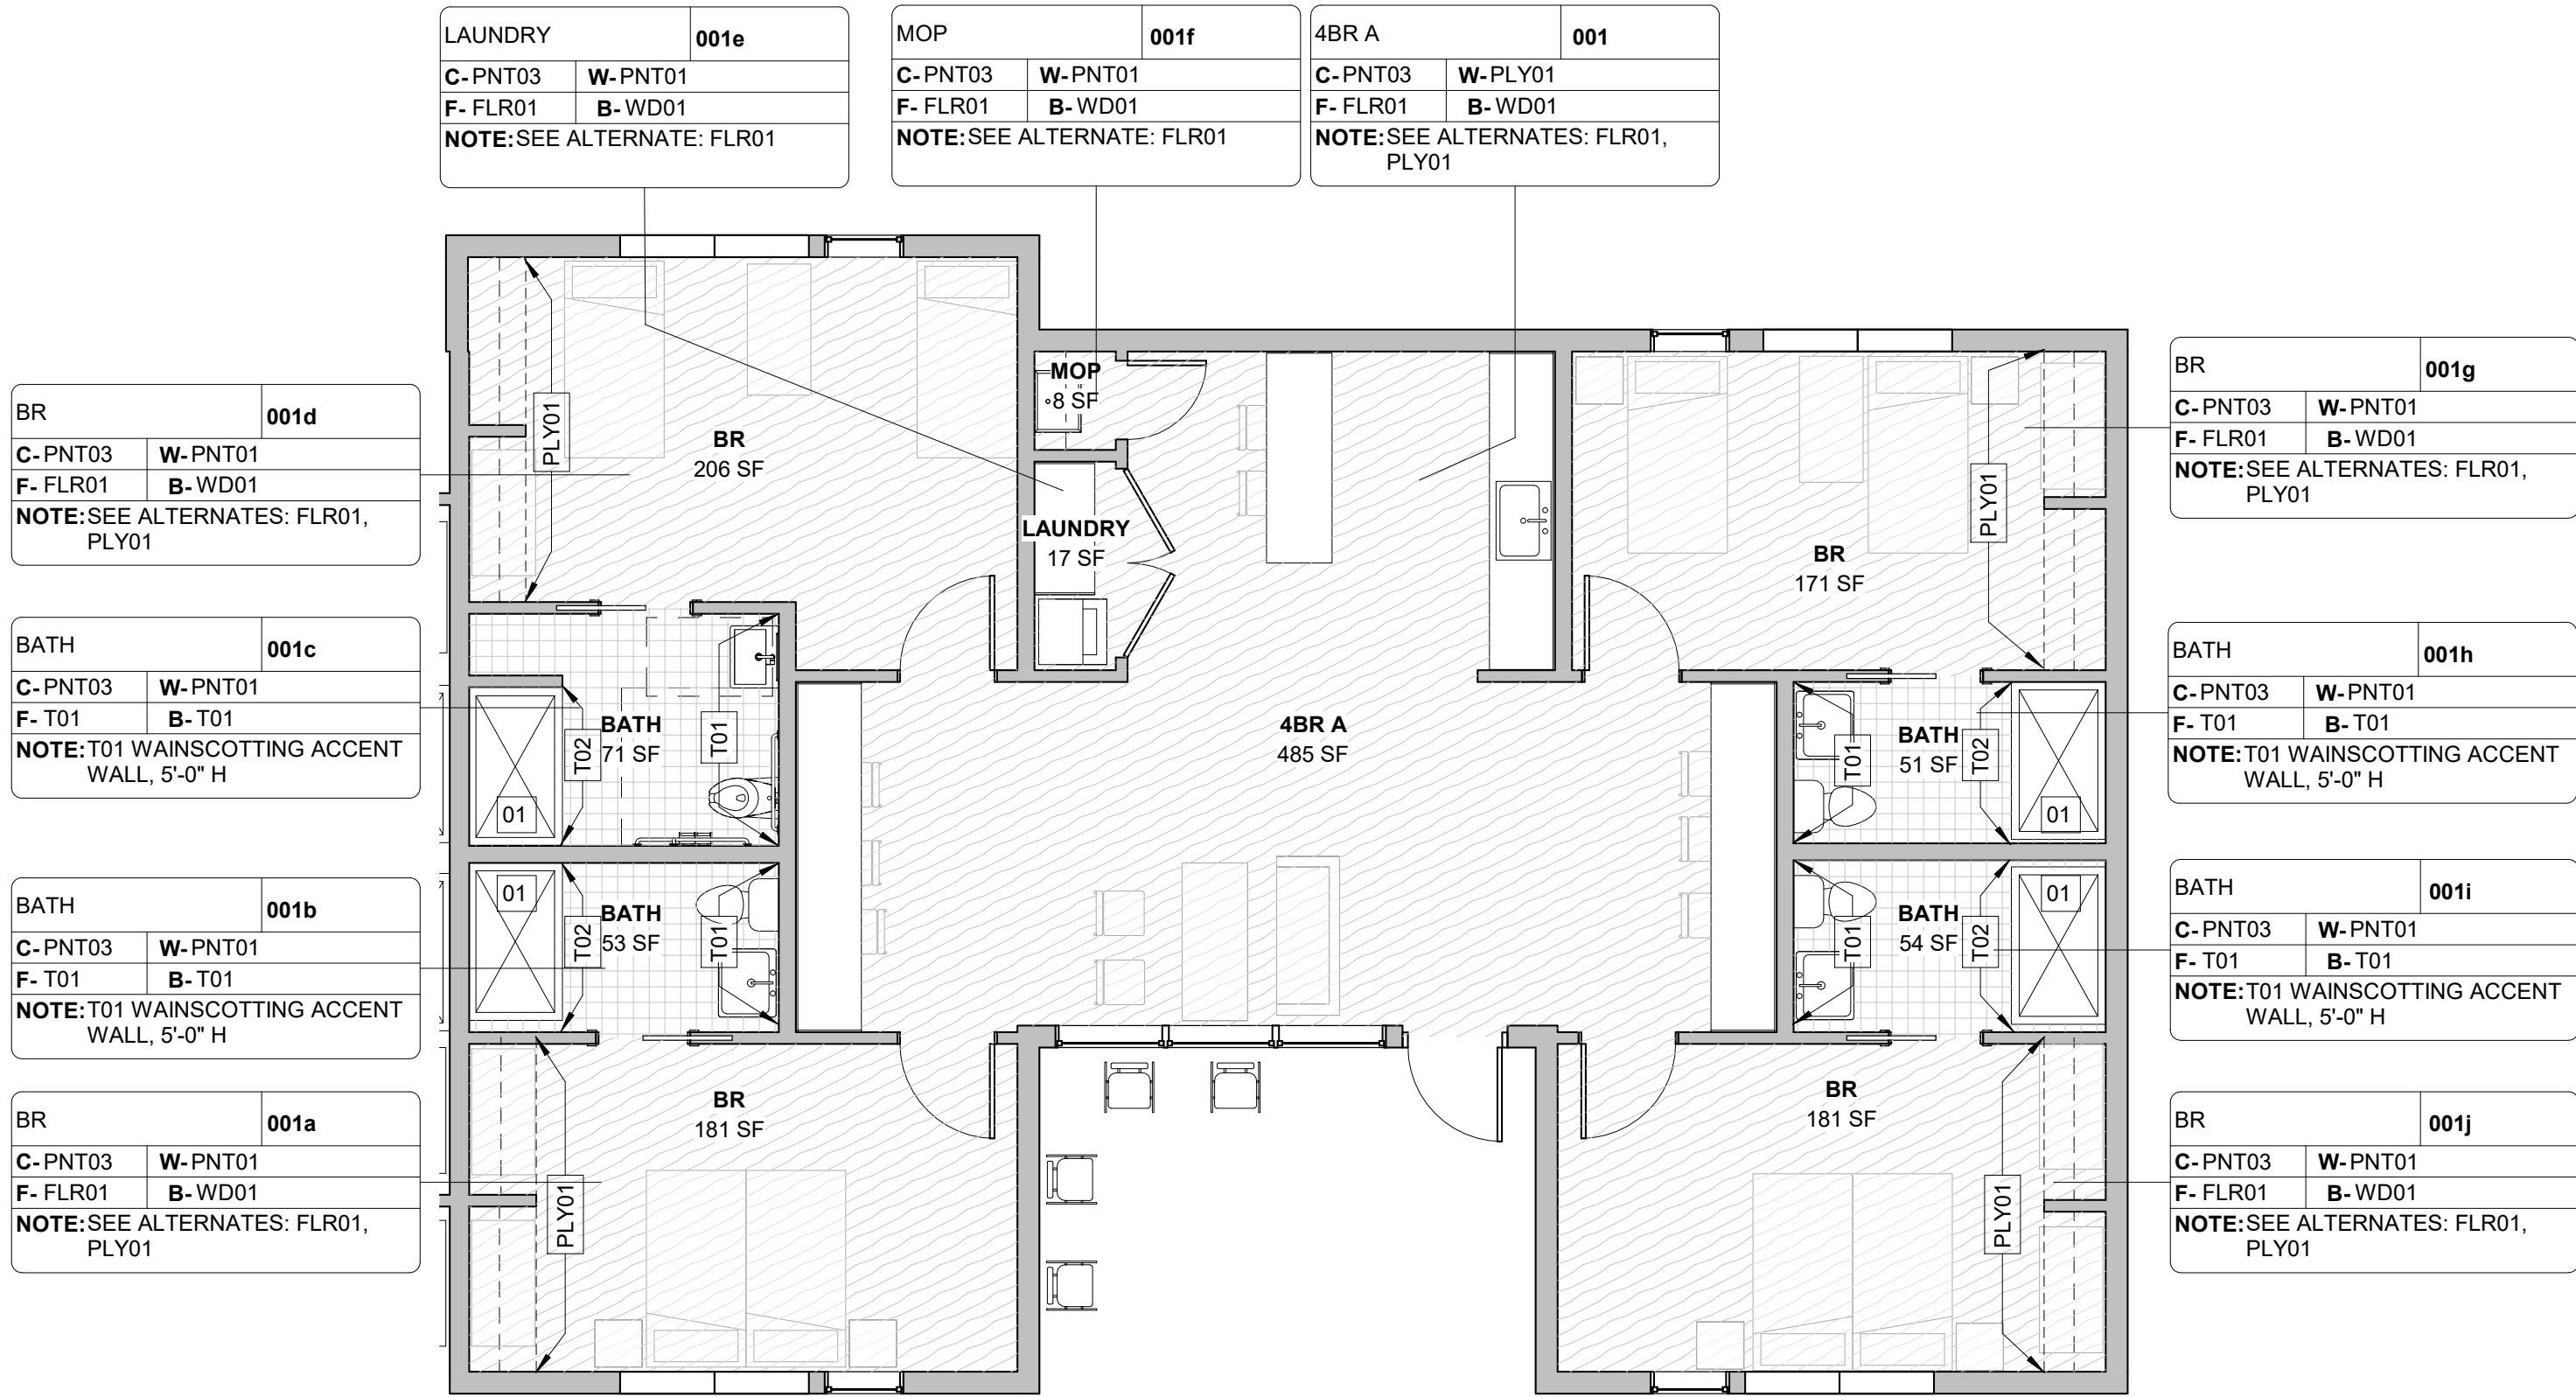 LAUNDRY 001e
C- PNT03 W- PNT01
F- FLR01 B- WD01
NOTE: SEE ALTERNATE: FLR01
MOP 001f
C- PNT03 W- PNT01
F- FLR01 B- WD01
NOTE: SEE ALTERNATE: FLR01
4BR A 001
C- PNT03 W- PLY01
F- FLR01 B- WD01
NOTE: SEE ALTERNATES: FLR01,
PLY01
BR 001d
C- PNT03 W- PNT01
F- FLR01 B- WD01
NOTE: SEE ALTERNATES: FLR01,
PLY01
BATH 001c
C- PNT03 W- PNT01
F- T01 B- T01
NOTE: T01 WAINSCOTTING ACCENT
WALL, 5'-0" H
BATH 001b
C- PNT03 W- PNT01
F- T01 B- T01
NOTE: T01 WAINSCOTTING ACCENT
WALL, 5'-0" H
BR 001a
C- PNT03 W- PNT01
F- FLR01 B- WD01
NOTE: SEE ALTERNATES: FLR01,
PLY01
PLY01
BR
206 SF
MOP
8 SF
LAUNDRY
17 SF
BR
171 SF
PLY01
T02
BATH
71 SF
T01
01
4BR A
485 SF
T01
BATH
51 SF
T02
01
01
T02
BATH
53 SF
T01
T01
BATH
54 SF
T02
01
PLY01
BR
181 SF
BR
181 SF
PLY01
BR 001g
C- PNT03 W- PNT01
F- FLR01 B- WD01
NOTE: SEE ALTERNATES: FLR01,
PLY01
BATH 001h
C- PNT03 W- PNT01
F- T01 B- T01
NOTE: T01 WAINSCOTTING ACCENT
WALL, 5'-0" H
BATH 001i
C- PNT03 W- PNT01
F- T01 B- T01
NOTE: T01 WAINSCOTTING ACCENT
WALL, 5'-0" H
BR 001j
C- PNT03 W- PNT01
F- FLR01 B- WD01
NOTE: SEE ALTERNATES: FLR01,
PLY01